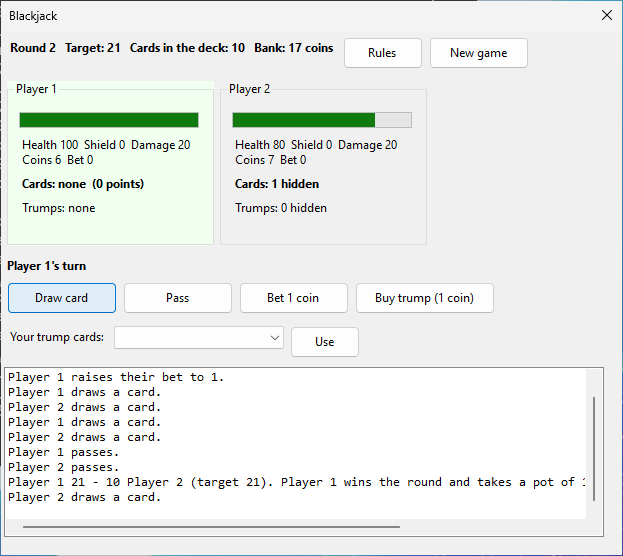 Blackjack
Round 2 Target: 21 Cards in the deck: 10 Bank: 17 coins Rules New game
Player 1
Health 100 Shield 0 Damage 20
Coins 6 Bet 0
Cards: none (0 points)
Trumps: none
Player 2
Health 80 Shield 0 Damage 20
Coins 7 Bet 0
Cards: 1 hidden
Trumps: 0 hidden
Player 1's turn
Draw card Pass Bet 1 coin Buy trump (1 coin)
Your trump cards: Use
Player 1 raises their bet to 1.
Player 1 draws a card.
Player 2 draws a card.
Player 1 draws a card.
Player 2 draws a card.
Player 1 passes.
Player 2 passes.
Player 1 21 - 10 Player 2 (target 21). Player 1 wins the round and takes a pot of
Player 2 draws a card.